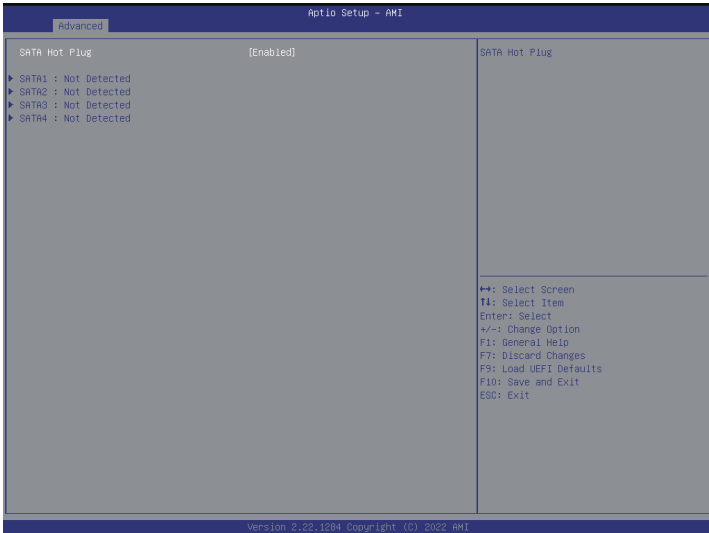 Aptio Setup - AMI
Advanced
SATA Hot Plug [Enabled]
SATA1 : Not Detected
SATA2 : Not Detected
SATA3 : Not Detected
SATA4 : Not Detected
SATA Hot Plug
↔: Select Screen
↑↓: Select Item
Enter: Select
+/-: Change Option
F1: General Help
F7: Discard Changes
F9: Load UEFI Defaults
F10: Save and Exit
ESC: Exit
Version 2.22.1284 Copyright (C) 2022 AMI